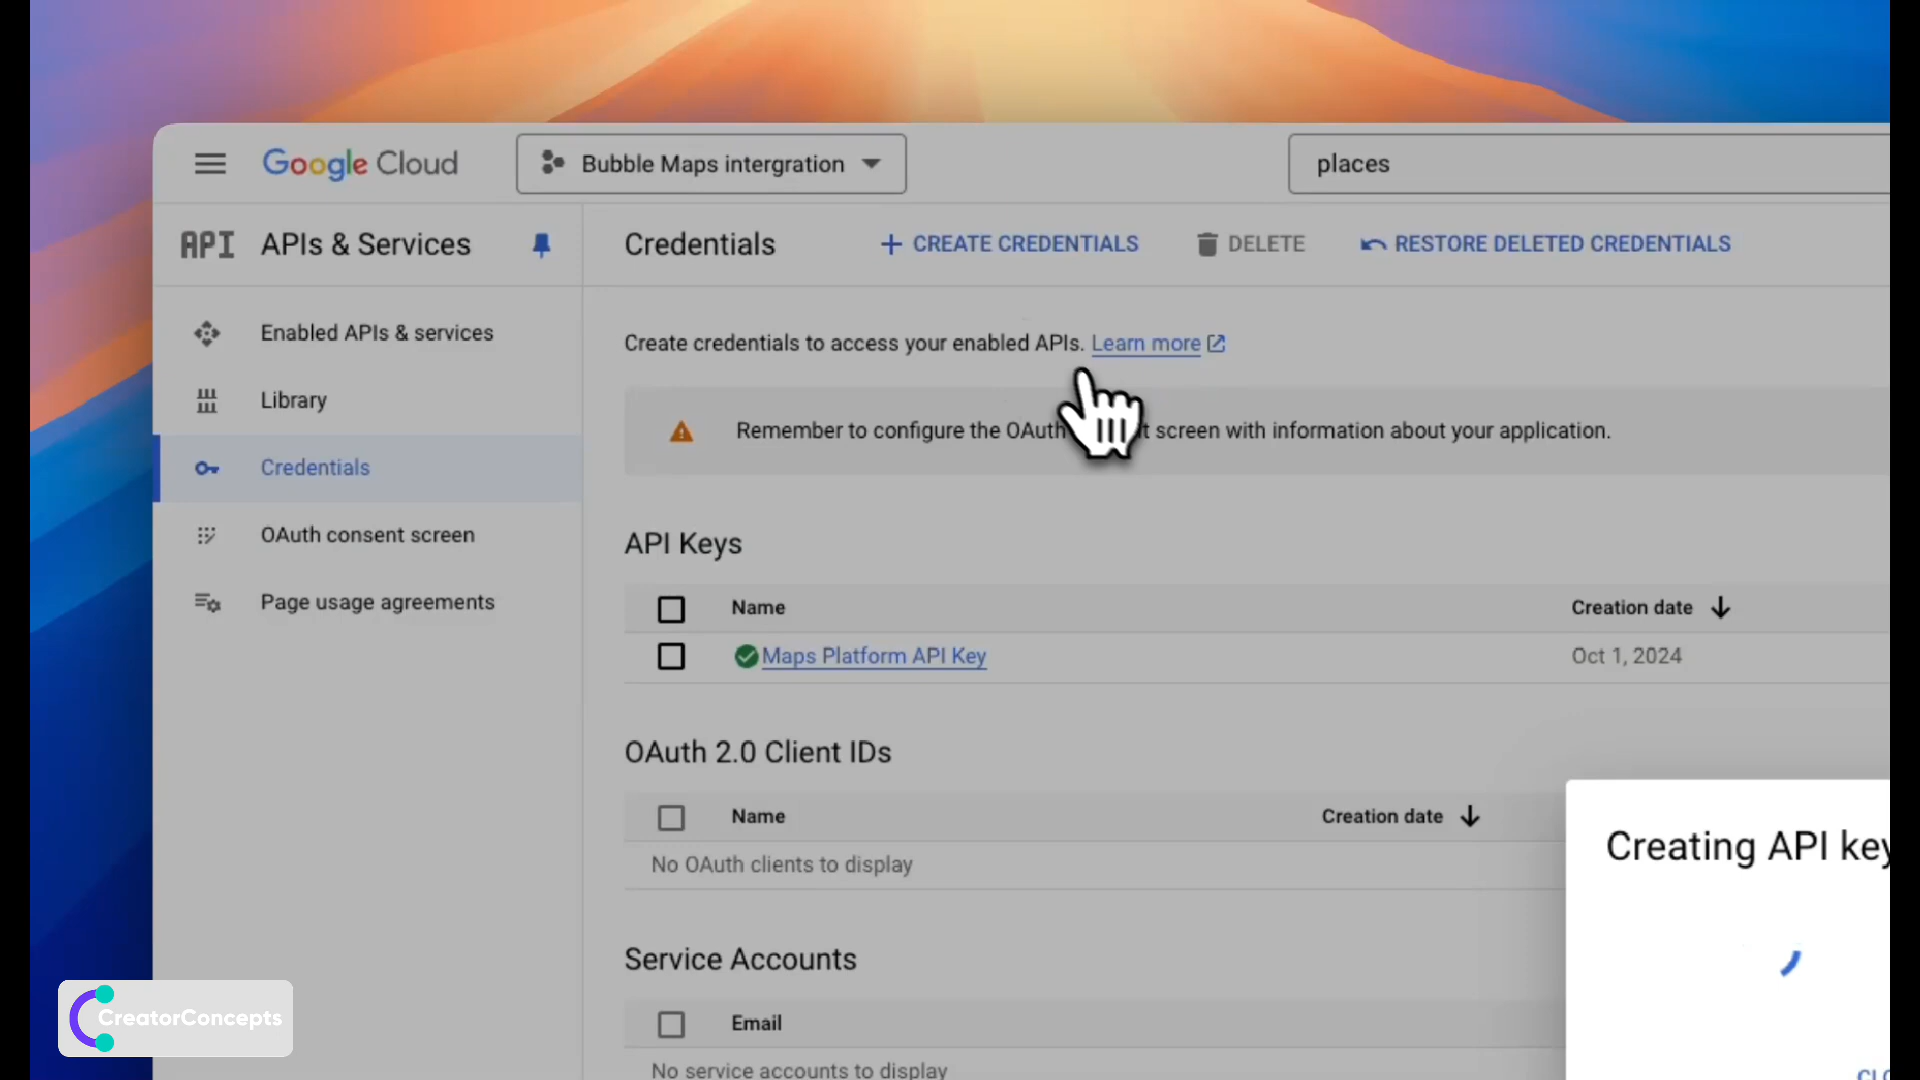 Google Cloud
Bubble Maps intergration
places
API APIs & Services
Credentials
CREATE CREDENTIALS
DELETE
RESTORE DELETED CREDENTIALS
Enabled APIs & services
Library
Credentials
OAuth consent screen
Page usage agreements
Create credentials to access your enabled APIs. Learn more
Remember to configure the OAuth screen with information about your application.
API Keys
Name
Creation date
Maps Platform API Key
Oct 1, 2024
OAuth 2.0 Client IDs
Name
Creation date
No OAuth clients to display
Creating API key
Service Accounts
Email
No service accounts to display
CreatorConcepts